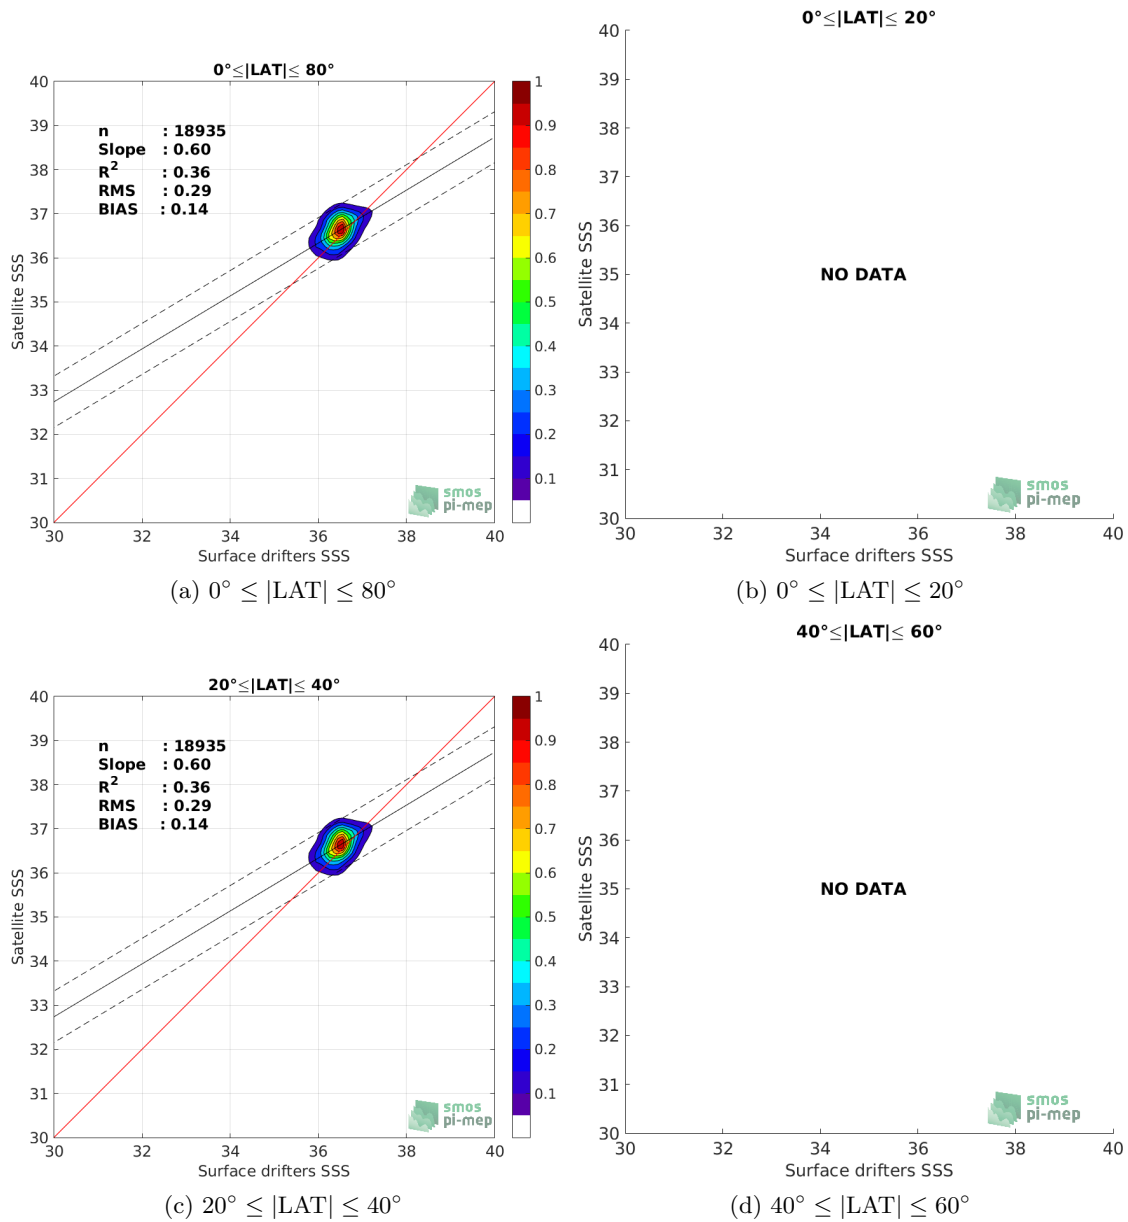 0°≤|LAT|≤ 80°
40
39
38
37
36
35
34
33
32
31
30
n : 18935
Slope : 0.60
R2 : 0.36
RMS : 0.29
BIAS : 0.14
Satellite SSS
smos
pi-mep
30 32 34 36 38 40
Surface drifters SSS
1
0.9
0.8
0.7
0.6
0.5
0.4
0.3
0.2
0.1
(a) 0° ≤ |LAT| ≤ 80°
0°≤|LAT|≤ 20°
40
39
38
37
36
35
34
33
32
31
30
Satellite SSS
NO DATA
smos
pi-mep
30 32 34 36 38 40
Surface drifters SSS
(b) 0° ≤ |LAT| ≤ 20°
20°≤|LAT|≤ 40°
40
39
38
37
36
35
34
33
32
31
30
n : 18935
Slope : 0.60
R2 : 0.36
RMS : 0.29
BIAS : 0.14
Satellite SSS
smos
pi-mep
30 32 34 36 38 40
Surface drifters SSS
1
0.9
0.8
0.7
0.6
0.5
0.4
0.3
0.2
0.1
(c) 20° ≤ |LAT| ≤ 40°
40°≤|LAT|≤ 60°
40
39
38
37
36
35
34
33
32
31
30
Satellite SSS
NO DATA
smos
pi-mep
30 32 34 36 38 40
Surface drifters SSS
(d) 40° ≤ |LAT| ≤ 60°